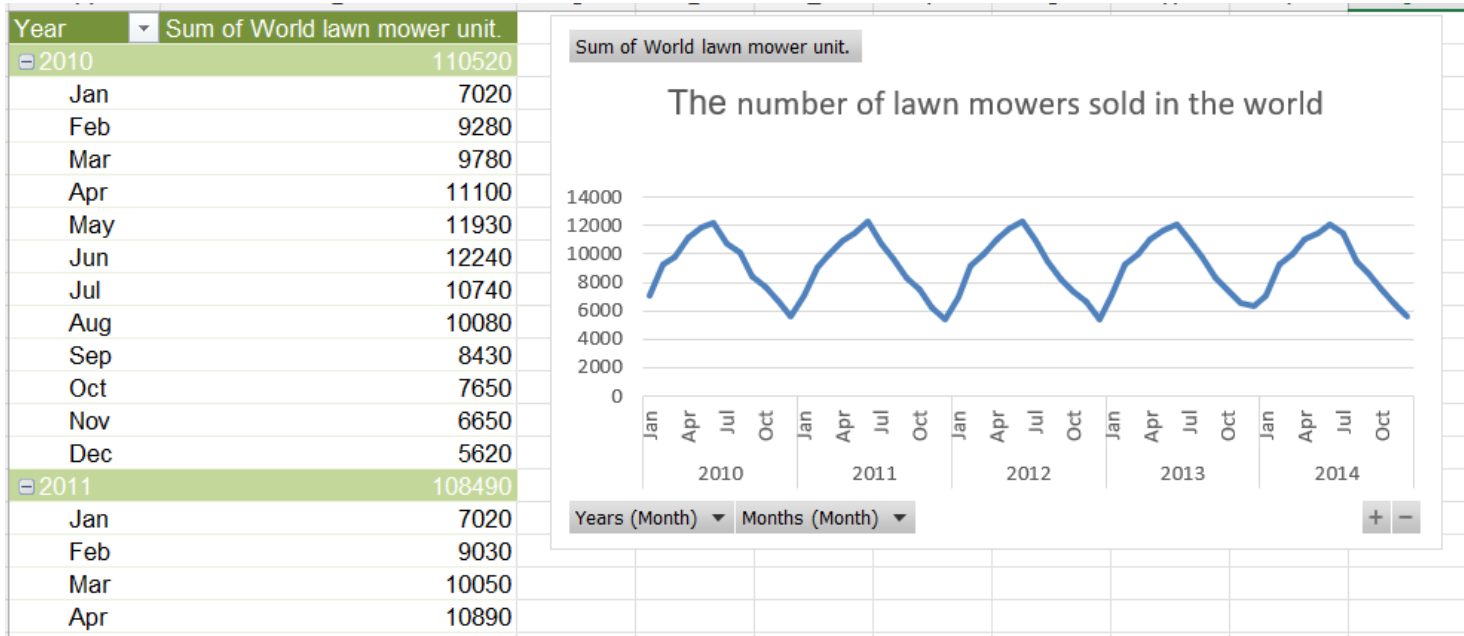 Year Sum of World lawn mower unit.
2010 110520
Jan 7020
Feb 9280
Mar 9780
Apr 11100
May 11930
Jun 12240
Jul 10740
Aug 10080
Sep 8430
Oct 7650
Nov 6650
Dec 5620
2011 108490
Jan 7020
Feb 9030
Mar 10050
Apr 10890
Sum of World lawn mower unit.
The number of lawn mowers sold in the world
14000
12000
10000
8000
6000
4000
2000
0
Jan Apr Jul Oct Jan Apr Jul Oct Jan Apr Jul Oct Jan Apr Jul Oct Jan Apr Jul Oct
2010 2011 2012 2013 2014
Years (Month) Months (Month) + −